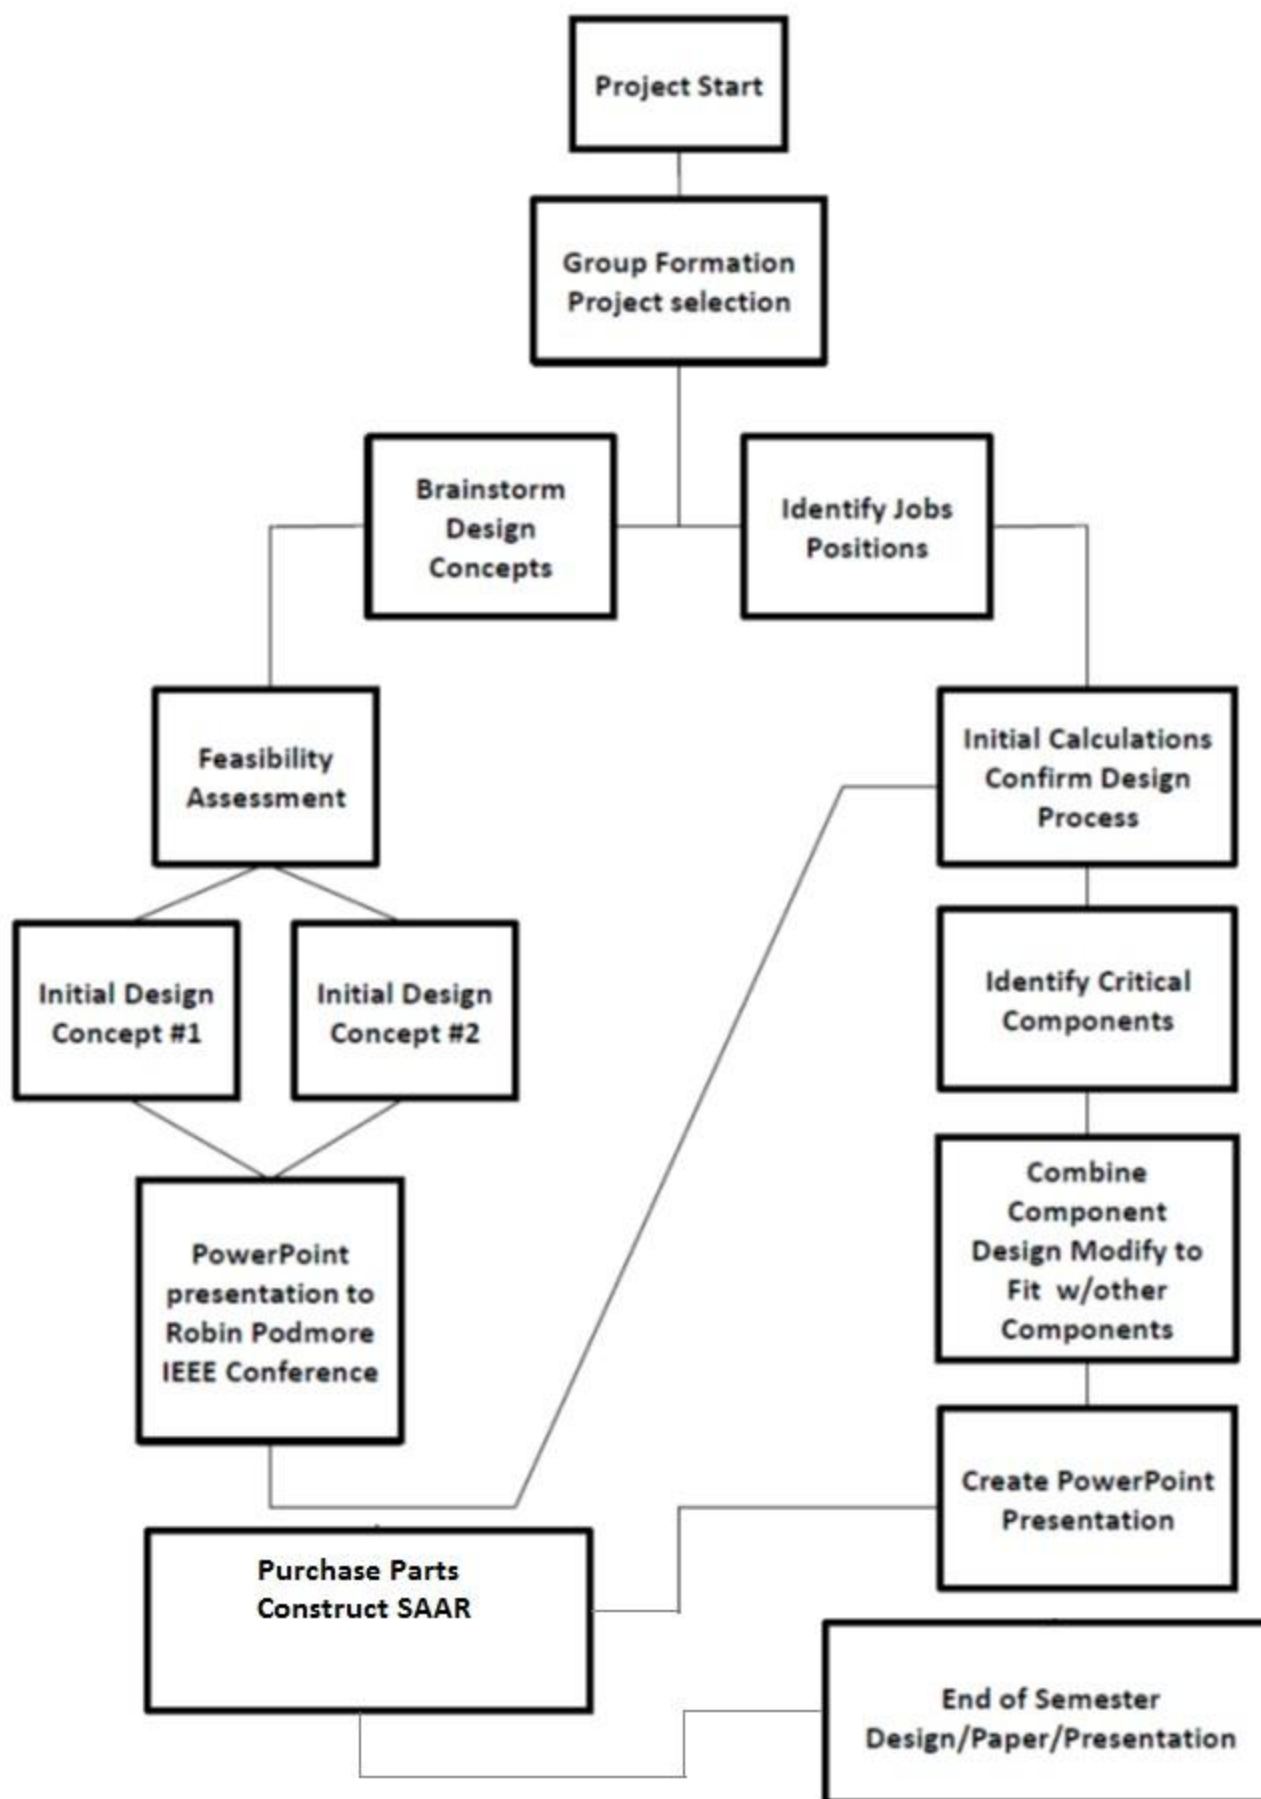 Project Start
Group Formation
Project selection
Brainstorm
Design
Concepts
Identify Jobs
Positions
Feasibility
Assessment
Initial Calculations
Confirm Design
Process
Initial Design
Concept #1
Initial Design
Concept #2
Identify Critical
Components
PowerPoint
presentation to
Robin Podmore
IEEE Conference
Combine
Component
Design Modify to
Fit w/other
Components
Create PowerPoint
Presentation
Purchase Parts
Construct SAAR
End of Semester
Design/Paper/Presentation